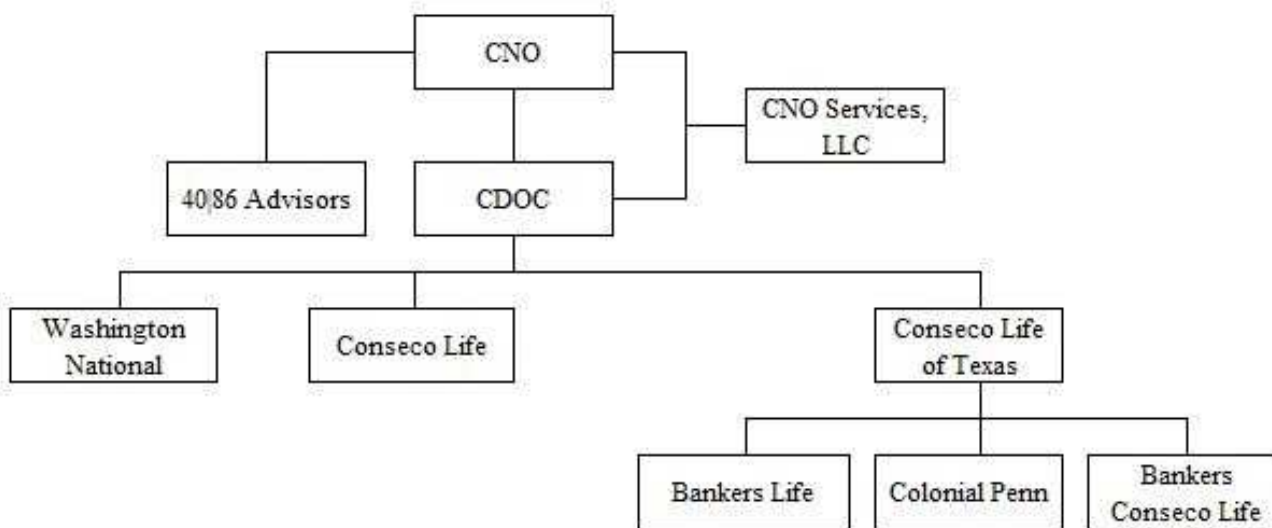 CNO
CNO Services,
LLC
40|86 Advisors
CDOC
Washington
National
Conseco Life
Conseco Life
of Texas
Bankers Life
Colonial Penn
Bankers
Conseco Life